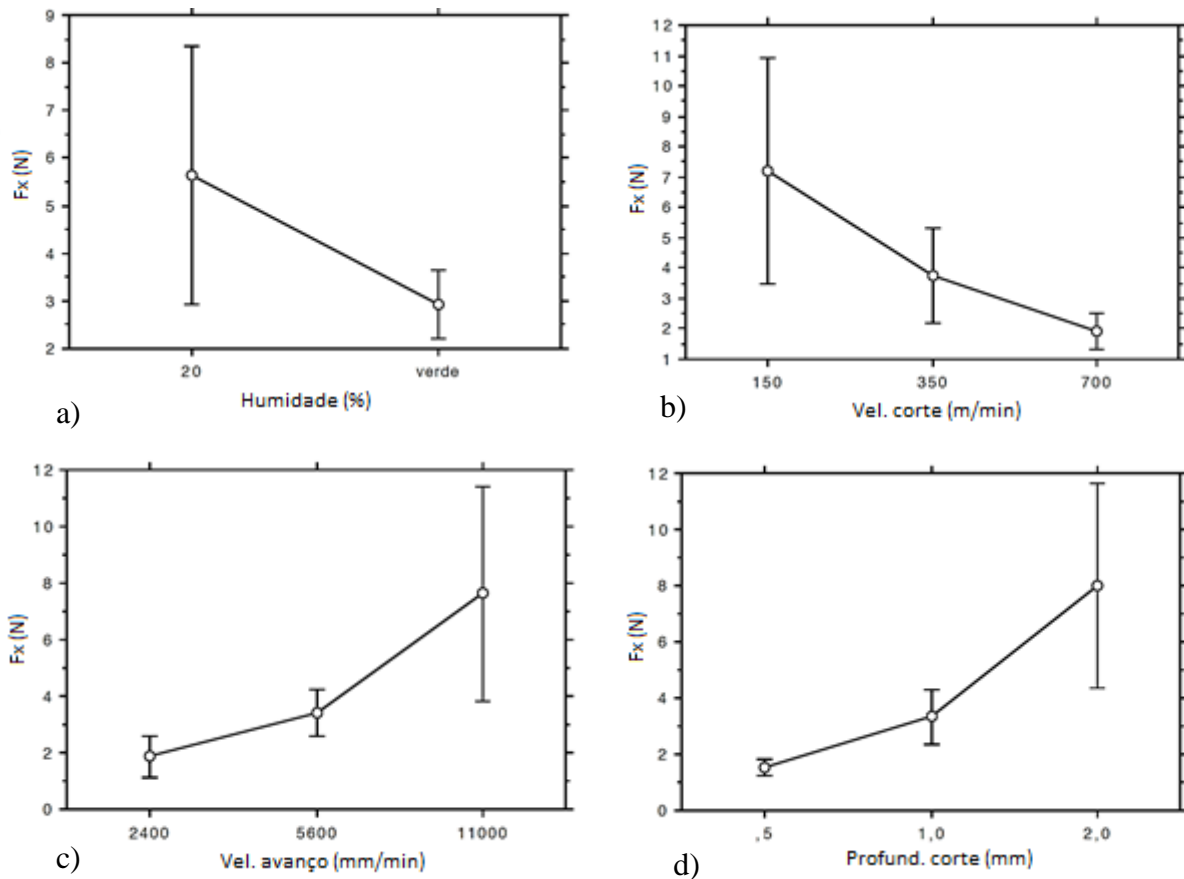 9
8
7
6
5
4
3
2
Fx (N)
20 verde
Humidade (%)
a)
12
11
10
9
8
7
6
5
4
3
2
1
Fx (N)
150 350 700
Vel. corte (m/min)
b)
12
10
8
6
4
2
0
Fx (N)
2400 5600 11000
Vel. avanço (mm/min)
c)
12
10
8
6
4
2
0
Fx (N)
,5 1,0 2,0
Profund. corte (mm)
d)